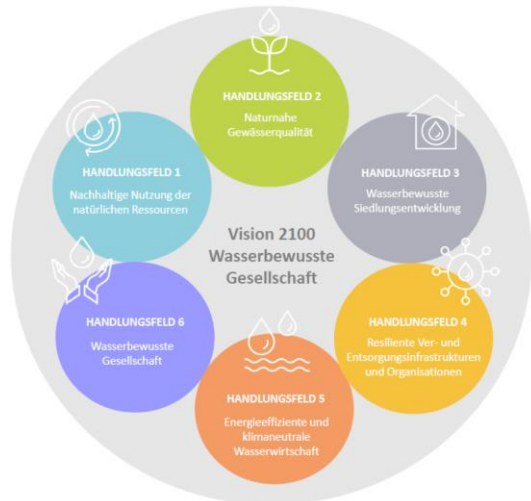 HANDLUNGSFELD 2
Naturnahe
Gewässerqualität
HANDLUNGSFELD 1
Nachhaltige Nutzung der
natürlichen Ressourcen
HANDLUNGSFELD 3
Wasserbewusste
Siedlungsentwicklung
Vision 2100
Wasserbewusste
Gesellschaft
HANDLUNGSFELD 6
Wasserbewusste
Gesellschaft
HANDLUNGSFELD 4
Resiliente Ver- und
Entsorgungsinfrastrukturen
und Organisationen
HANDLUNGSFELD 5
Energieeffiziente und
klimaneutrale
Wasserwirtschaft